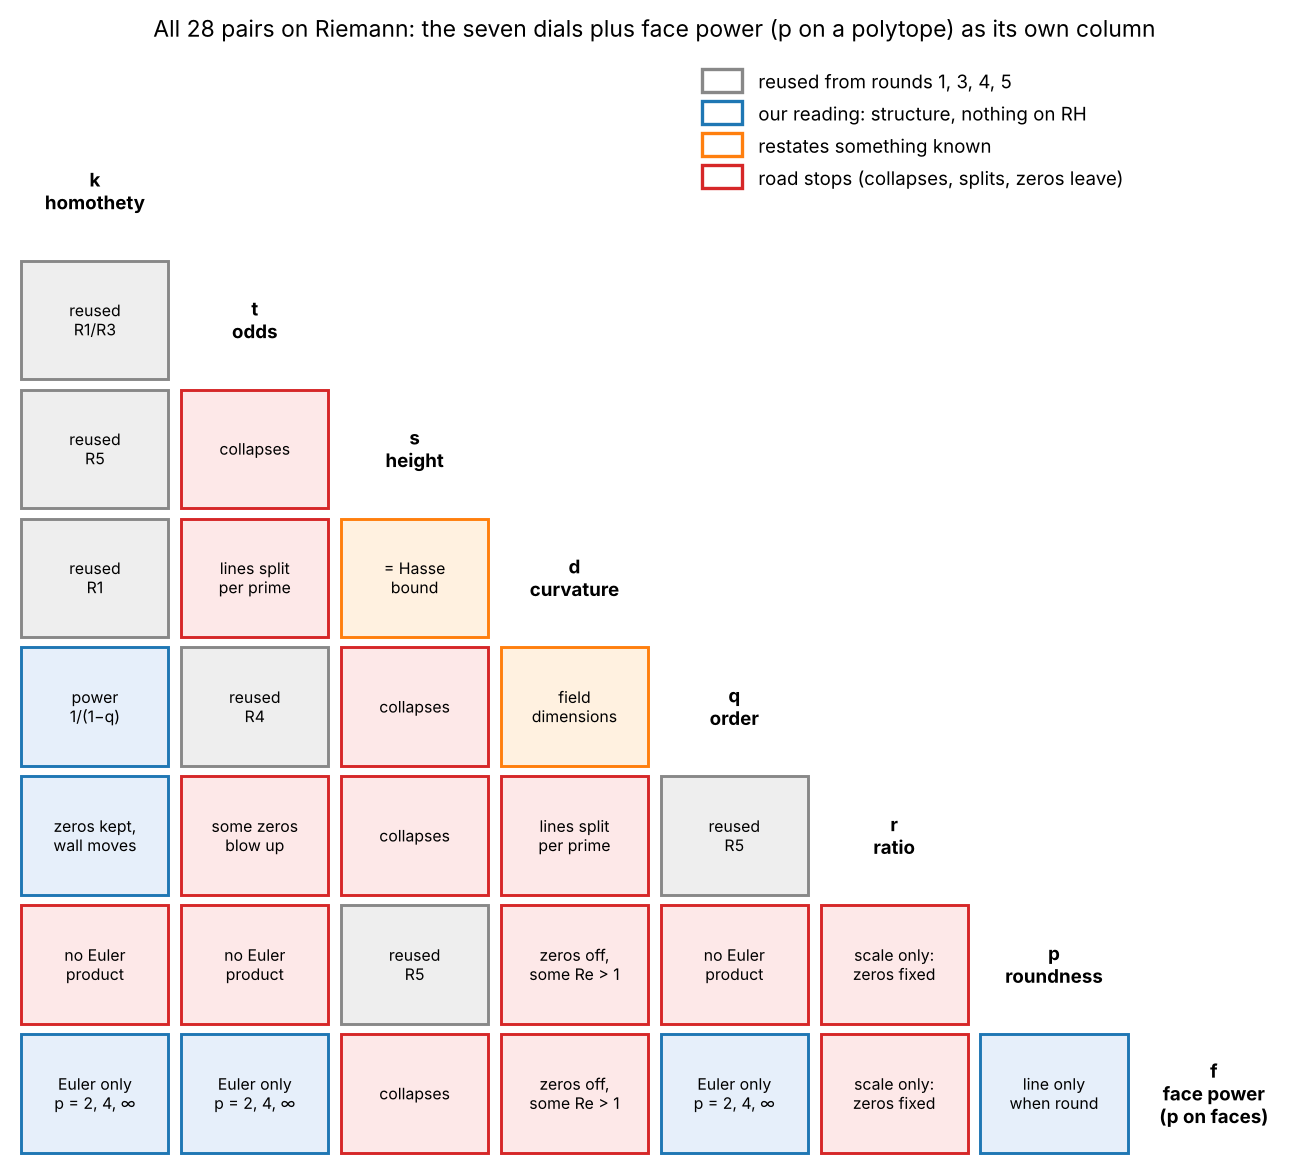 All 28 pairs on Riemann: the seven dials plus face power (p on a polytope) as its own column
reused from rounds 1, 3, 4, 5
our reading: structure, nothing on RH
restates something known
road stops (collapses, splits, zeros leave)
k
homothety
reused
R1/R3
t
odds
reused
R5
collapses
s
height
reused
R1
lines split
per prime
= Hasse
bound
d
curvature
power
1/(1−q)
reused
R4
collapses
field
dimensions
q
order
zeros kept,
wall moves
some zeros
blow up
collapses
lines split
per prime
reused
R5
r
ratio
no Euler
product
no Euler
product
reused
R5
zeros off,
some Re > 1
no Euler
product
scale only:
zeros fixed
p
roundness
Euler only
p = 2, 4, ∞
Euler only
p = 2, 4, ∞
collapses
zeros off,
some Re > 1
Euler only
p = 2, 4, ∞
scale only:
zeros fixed
line only
when round
f
face power
(p on faces)